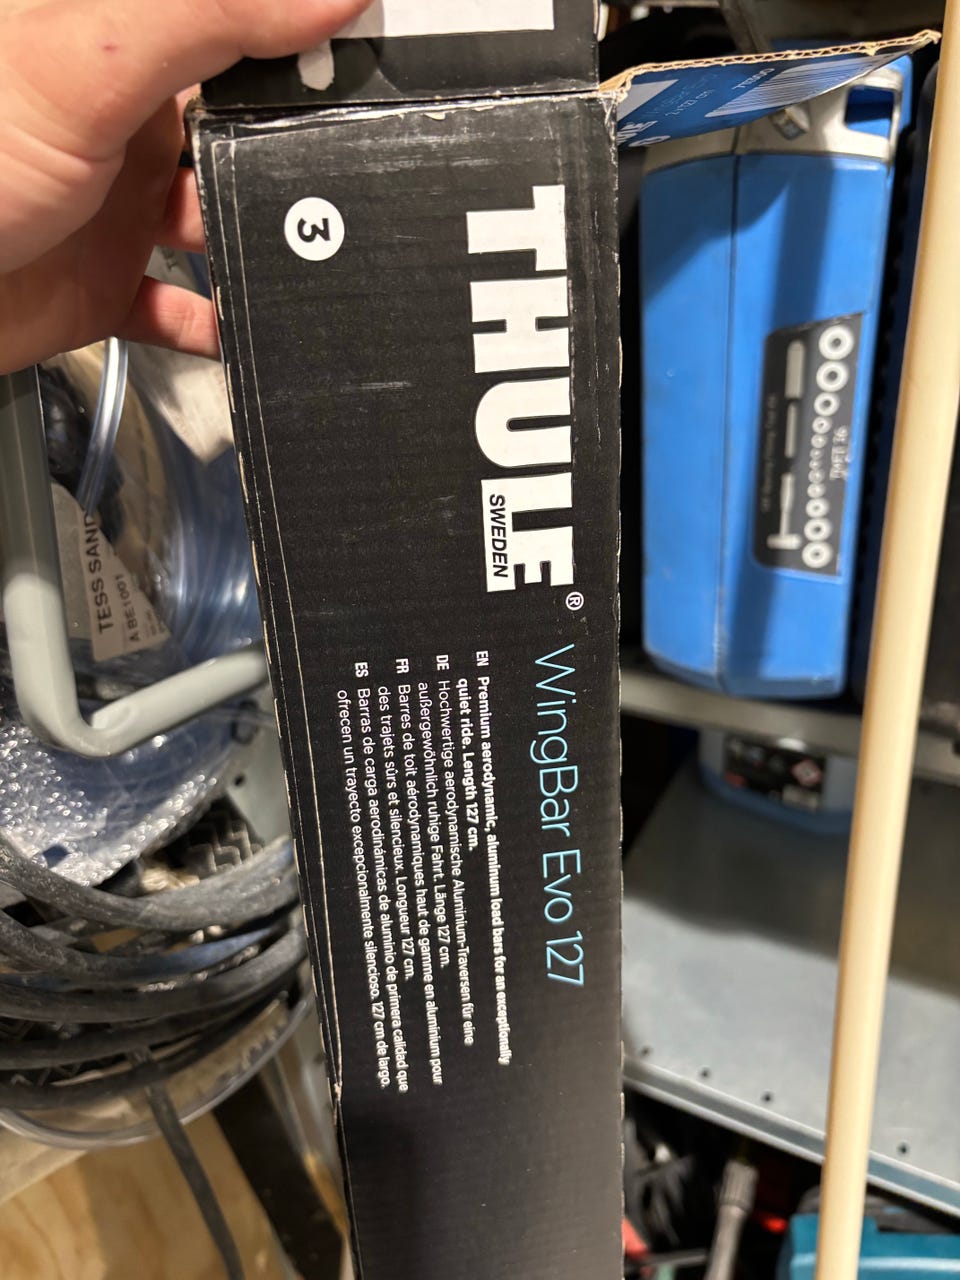 3
THULE®
SWEDEN
WingBar Evo 127
EN Premium aerodynamic, aluminum load bars for an exceptionally
quiet ride. Length 127 cm.
DE Hochwertige aerodynamische Aluminium-Traversen für eine
außergewöhnlich ruhige Fahrt. Länge 127 cm.
FR Barres de toit aérodynamiques haut de gamme en aluminium pour
des trajets sûrs et silencieux. Longueur 127 cm.
ES Barras de carga aerodinámicas de aluminio de primera calidad que
ofrecen un trayecto excepcionalmente silencioso. 127 cm de largo.
TESS SAND
ABE1001